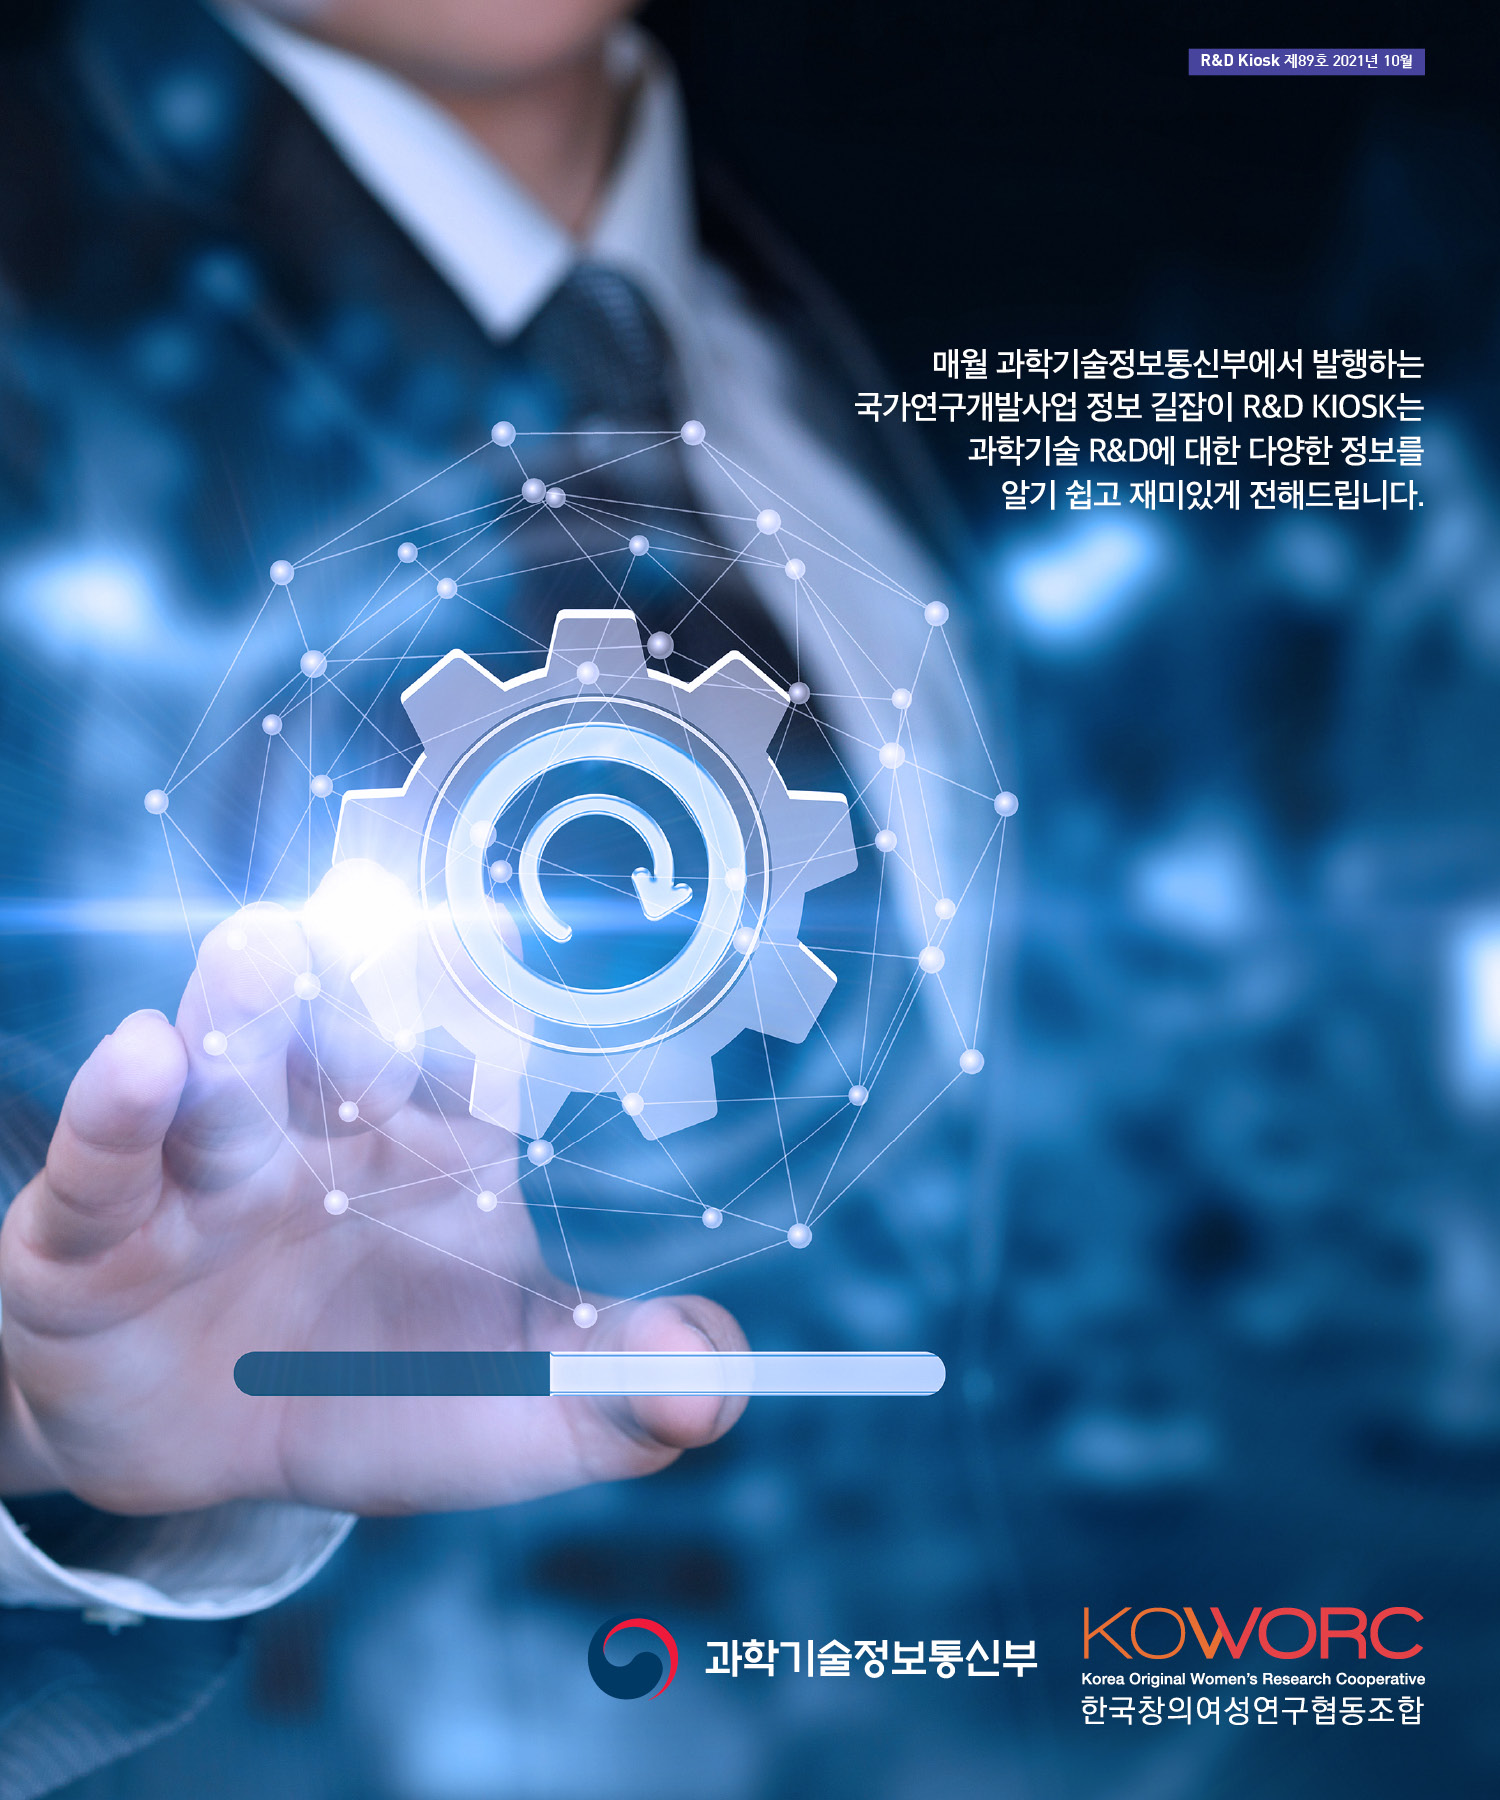 R&D Kiosk 제89호 2021년 10월
매월 과학기술정보통신부에서 발행하는
국가연구개발사업 정보 길잡이 R&D KIOSK는
과학기술 R&D에 대한 다양한 정보를
알기 쉽고 재미있게 전해드립니다.
과학기술정보통신부
KOWORC
Korea Original Women's Research Cooperative
한국창의여성연구협동조합